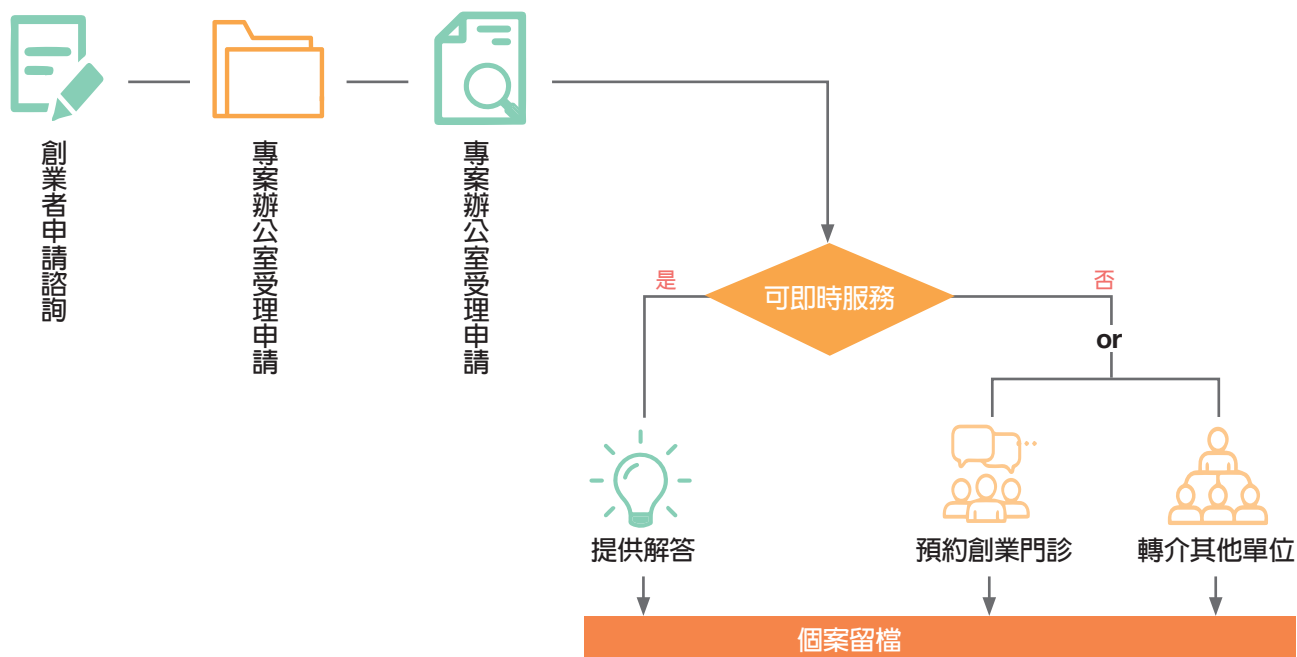 創業者申請諮詢
專案辦公室受理申請
專案辦公室受理申請
可即時服務
是
否
or
提供解答
預約創業門診
轉介其他單位
個案留檔